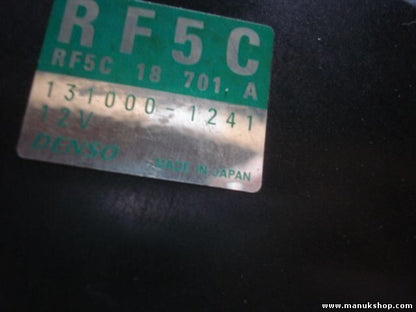 RF5C
RF5C 18 701 A
131000-1241
12V
DENSO MADE IN JAPAN
www.manukshop.com